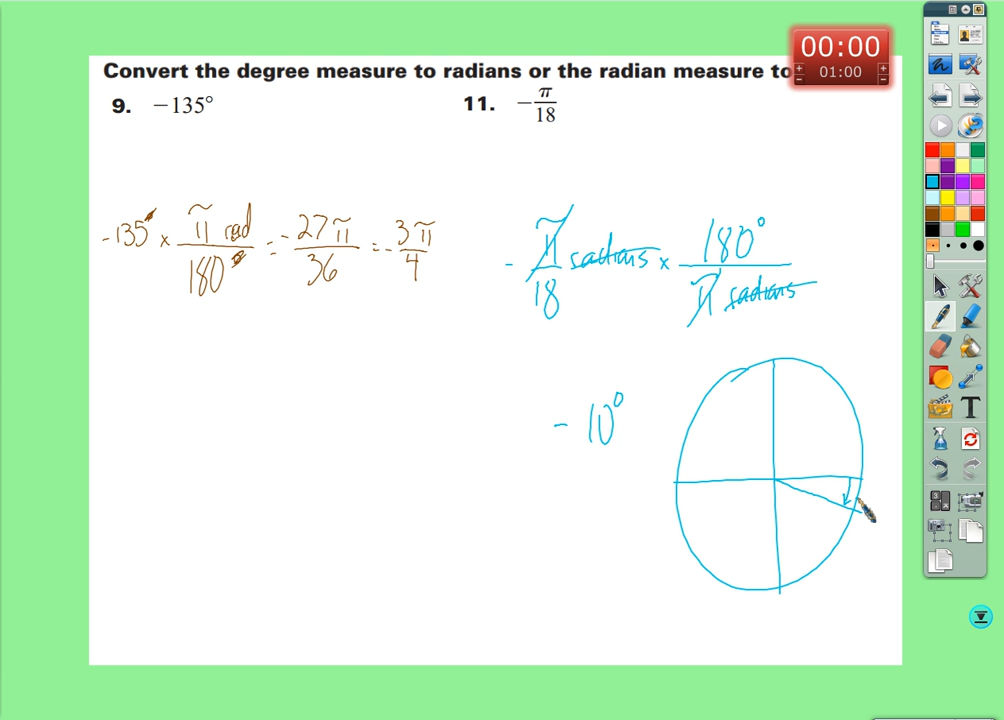 00:00
01:00
Convert the degree measure to radians or the radian measure to
9. −135°
11. −π/18
-135° × π rad/180° = -27π/36 = -3π/4
- π/18 radians × 180°/π radians
- 10°